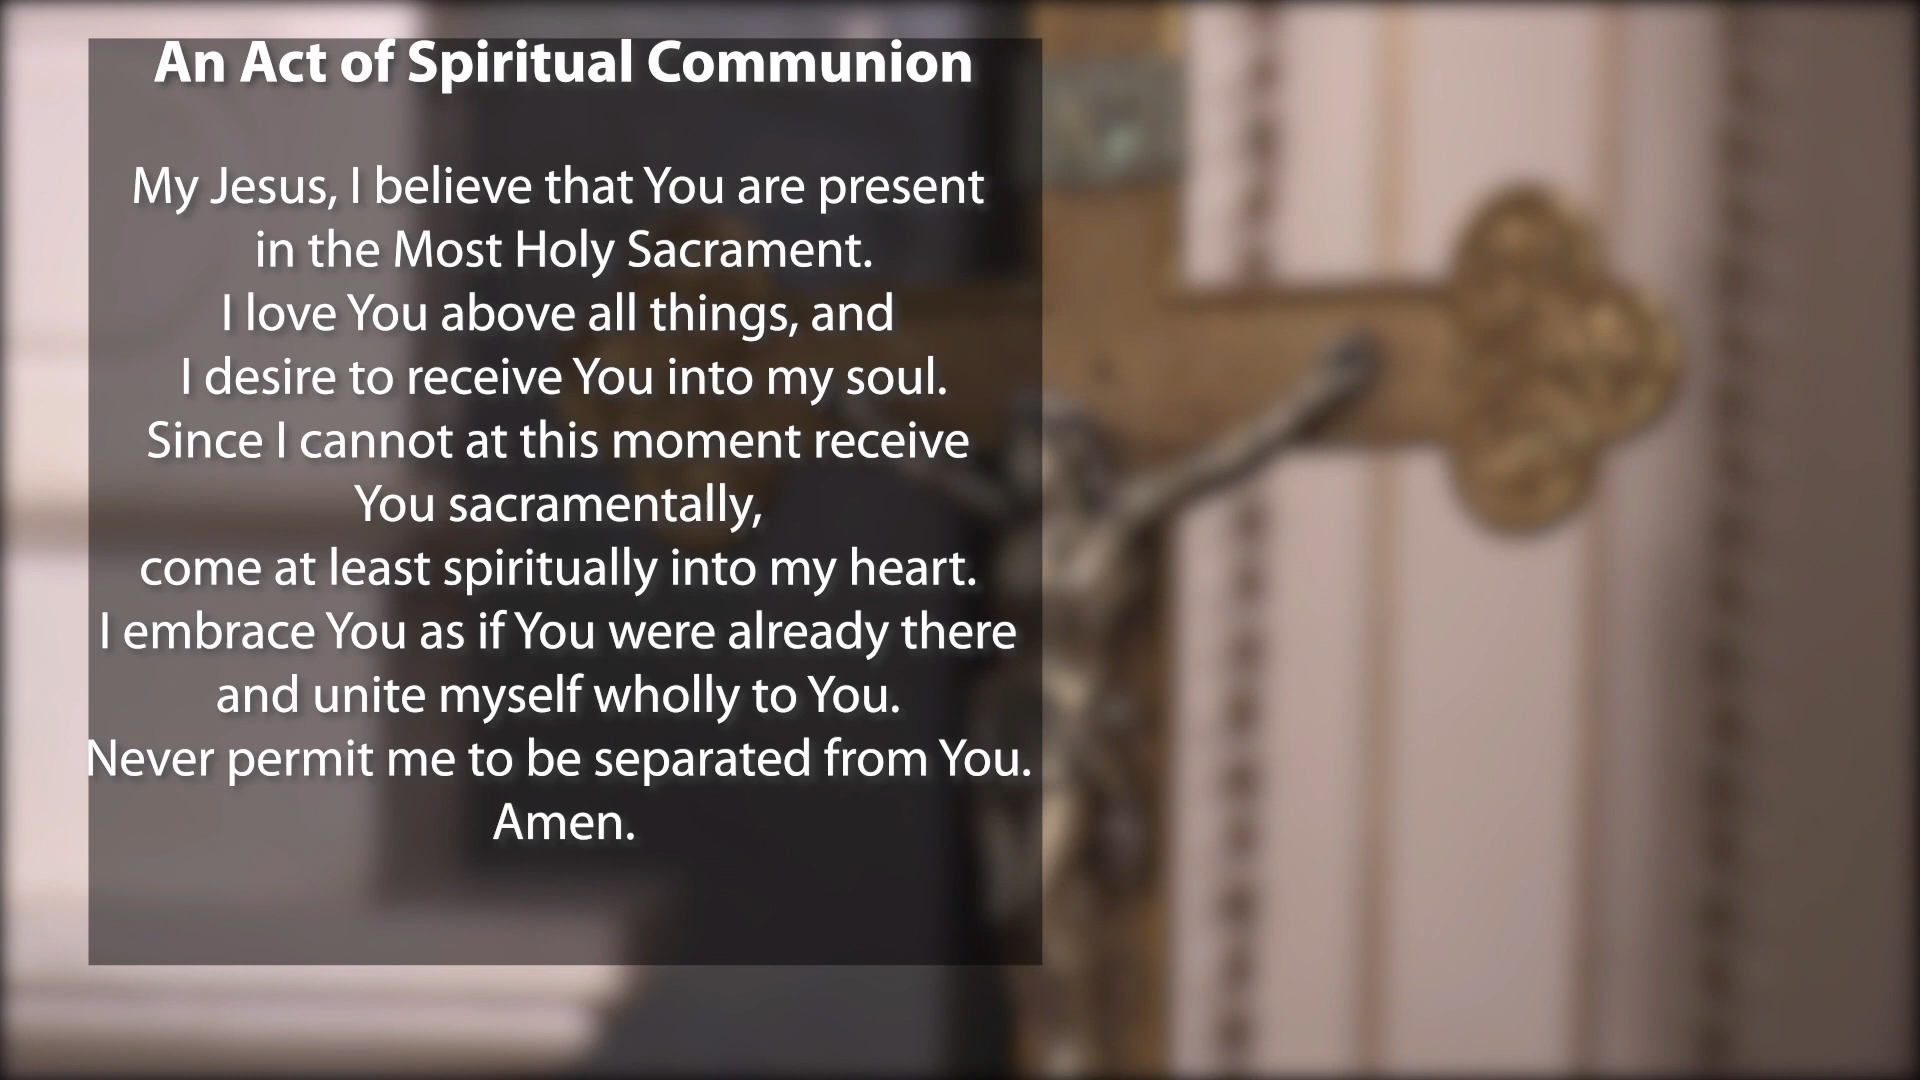 An Act of Spiritual Communion
My Jesus, I believe that You are present
in the Most Holy Sacrament.
I love You above all things, and
I desire to receive You into my soul.
Since I cannot at this moment receive
You sacramentally,
come at least spiritually into my heart.
I embrace You as if You were already there
and unite myself wholly to You.
Never permit me to be separated from You.
Amen.